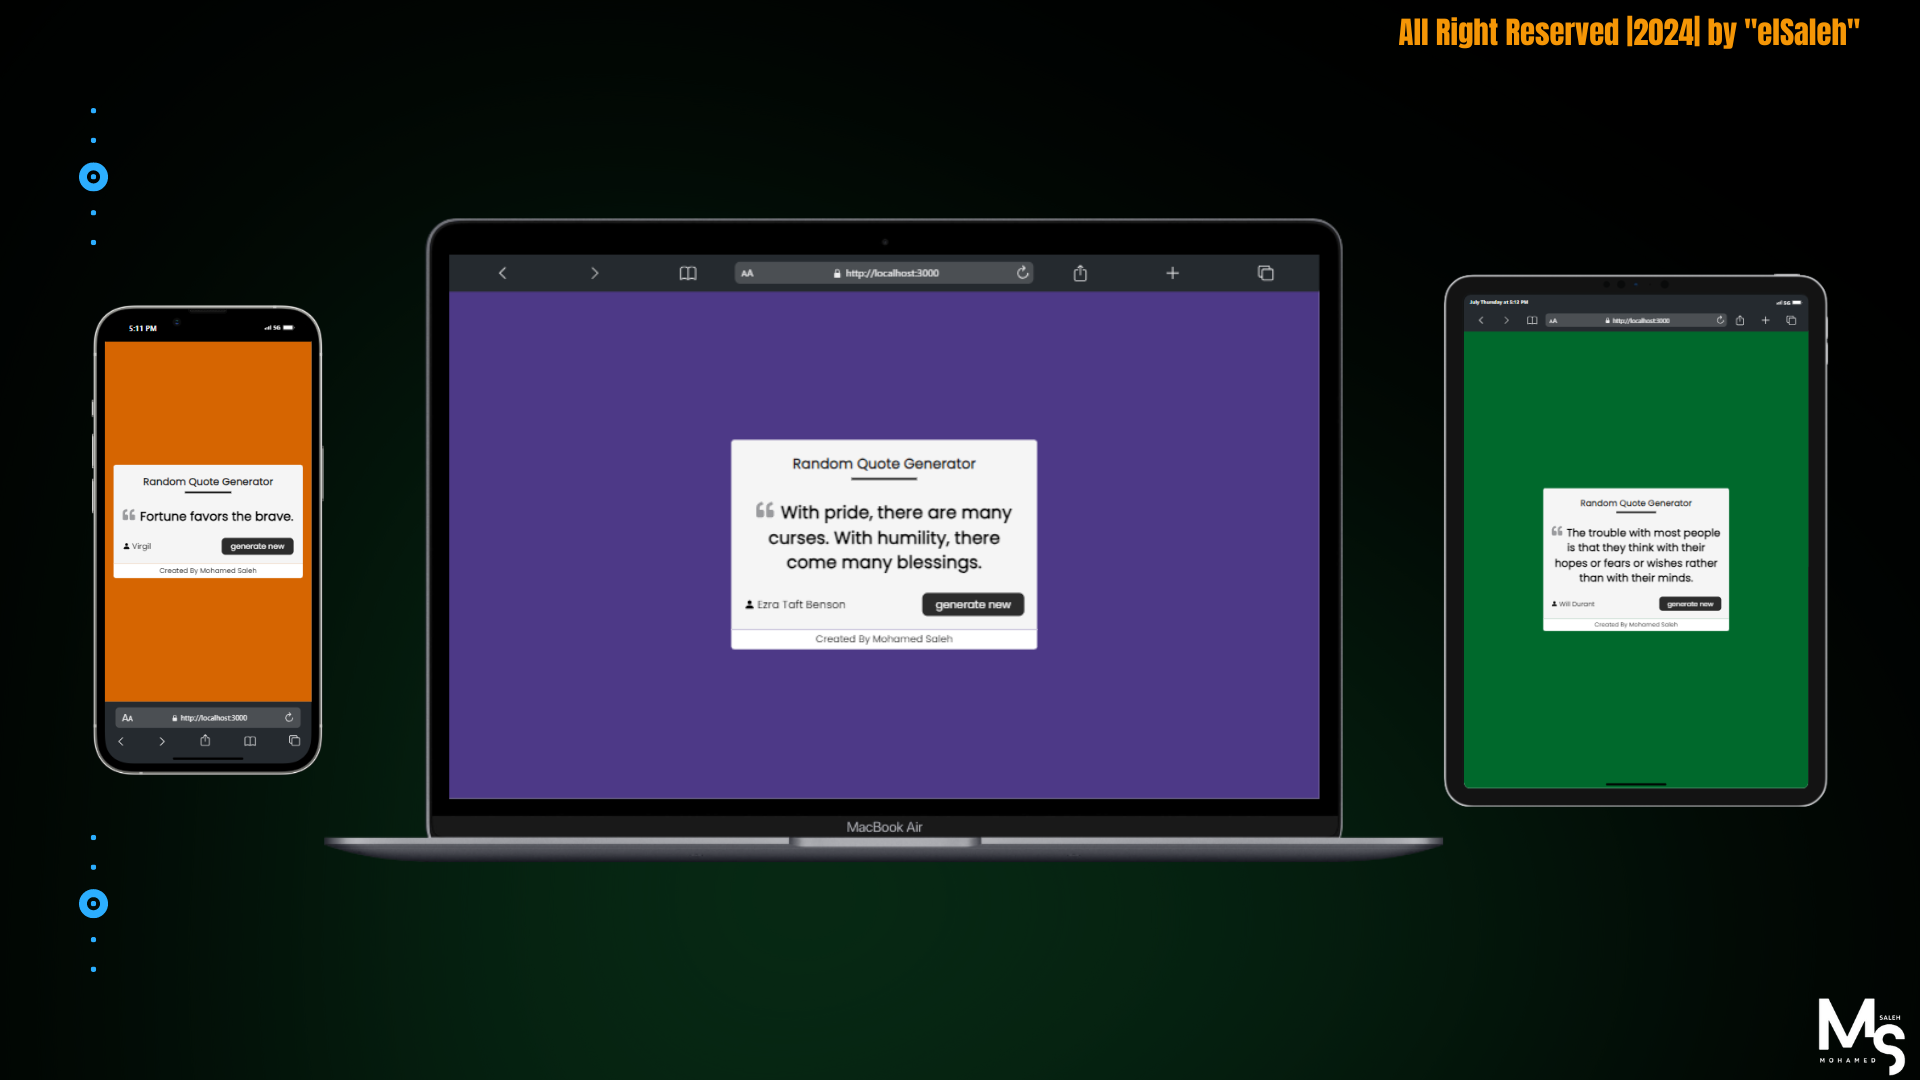 All Right Reserved |2024| by "elSaleh"
5:11 PM
5G
Random Quote Generator
Fortune favors the brave.
Virgil
generate new
Created By Mohamed Saleh
AA
http://localhost:3000
AA
http://localhost:3000
Random Quote Generator
With pride, there are many
curses. With humility, there
come many blessings.
Ezra Taft Benson
generate new
Created By Mohamed Saleh
MacBook Air
July Thursday at 5:13 PM
5G
AA
http://localhost:3000
Random Quote Generator
The trouble with most people
is that they think with their
hopes or fears or wishes rather
than with their minds.
Will Durant
generate new
Created By Mohamed Saleh
MS
SALEH
MOHAMED